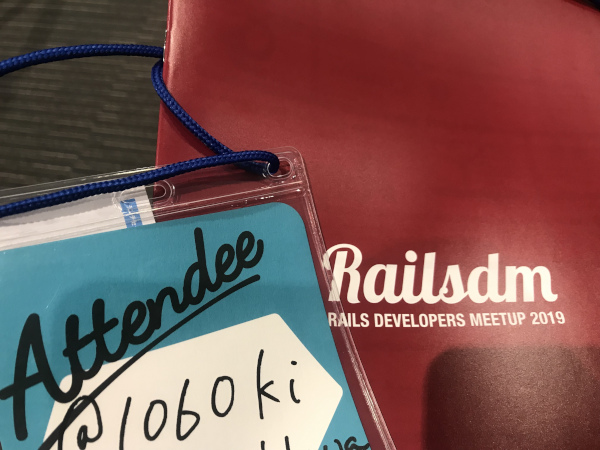 Attendee
@1060ki
Railsdm
RAILS DEVELOPERS MEETUP 2019